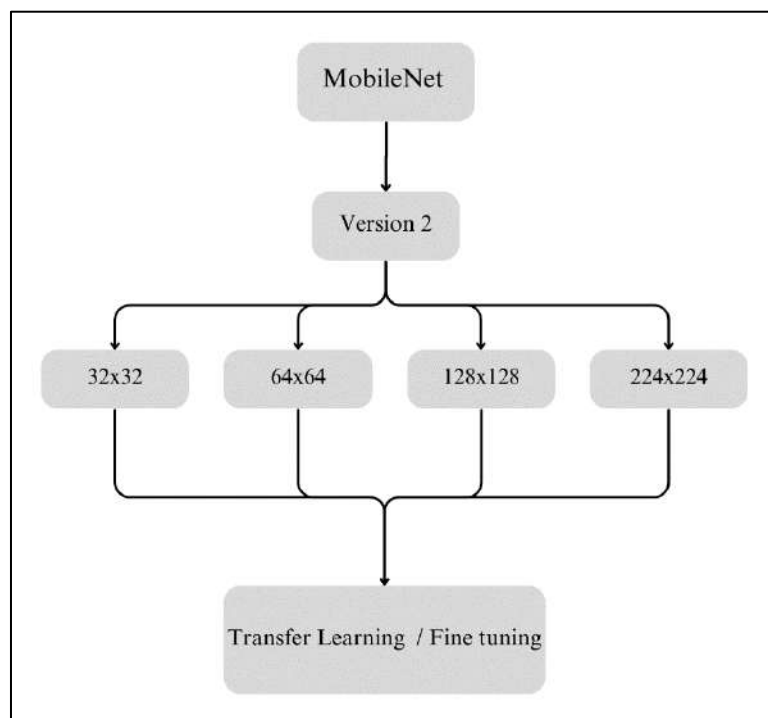 MobileNet
Version 2
32x32
64x64
128x128
224x224
Transfer Learning / Fine tuning